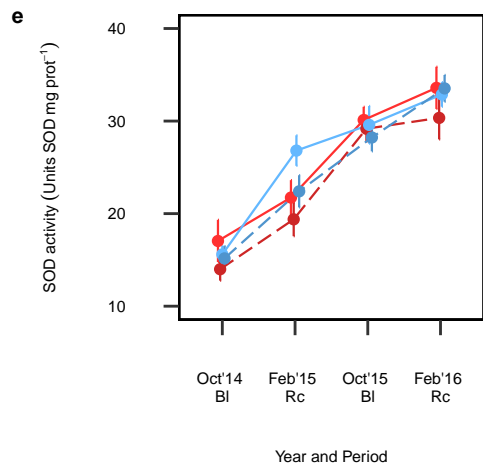 e
SOD activity (Units SOD mg prot⁻¹)
40
30
20
10
Oct'14 Feb'15 Oct'15 Feb'16
Bl Rc Bl Rc
Year and Period